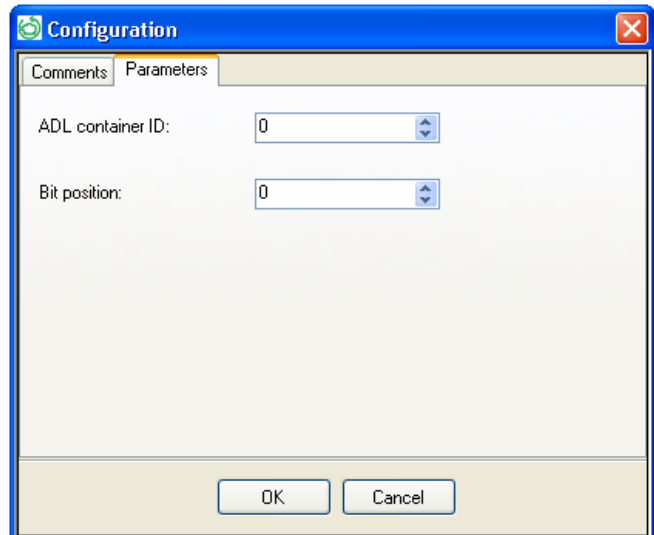 Configuration
Comments Parameters
ADL container ID: 0
Bit position: 0
OK Cancel